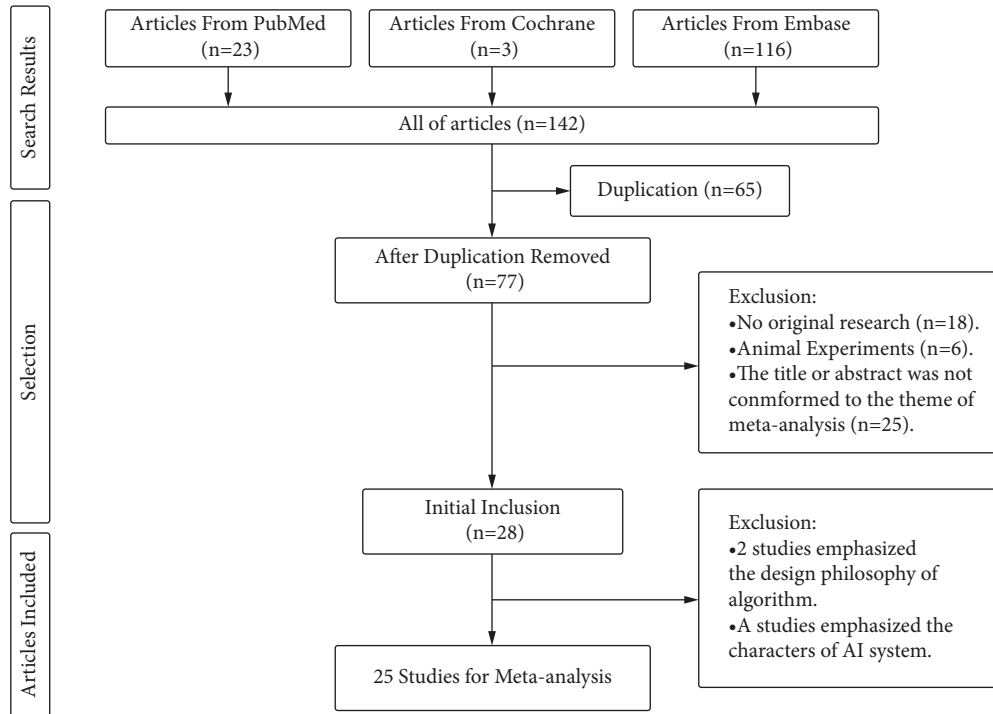 Search Results
Articles From PubMed
(n=23)
Articles From Cochrane
(n=3)
Articles From Embase
(n=116)
All of articles (n=142)
Duplication (n=65)
Selection
After Duplication Removed
(n=77)
Exclusion:
•No original research (n=18).
•Animal Experiments (n=6).
•The title or abstract was not
conmformed to the theme of
meta-analysis (n=25).
Initial Inclusion
(n=28)
Articles Included
Exclusion:
•2 studies emphasized
the design philosophy of
algorithm.
•A studies emphasized the
characters of AI system.
25 Studies for Meta-analysis